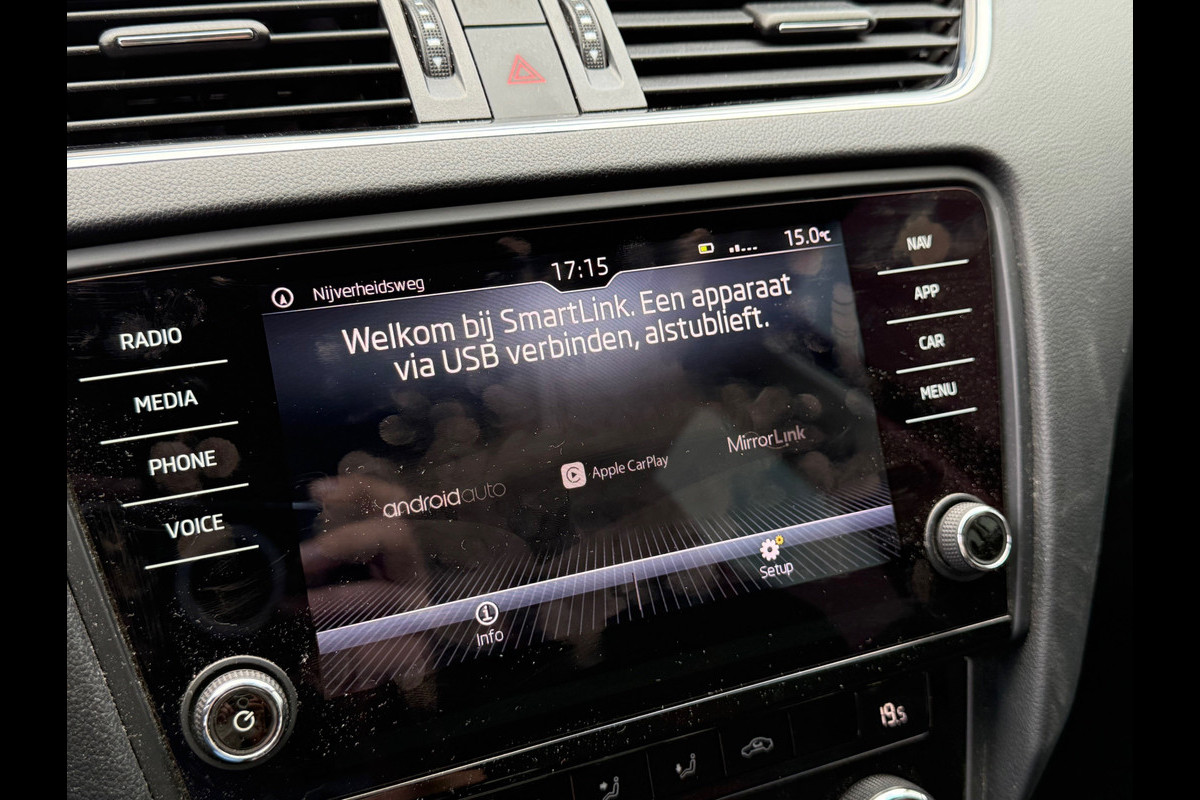 Nijverheidsweg
17:15
15.0°C
Welkom bij SmartLink. Een apparaat
via USB verbinden, alstublieft.
RADIO
MEDIA
PHONE
VOICE
NAV
APP
CAR
MENU
androidauto
Apple CarPlay
MirrorLink
Info
Setup
19.5